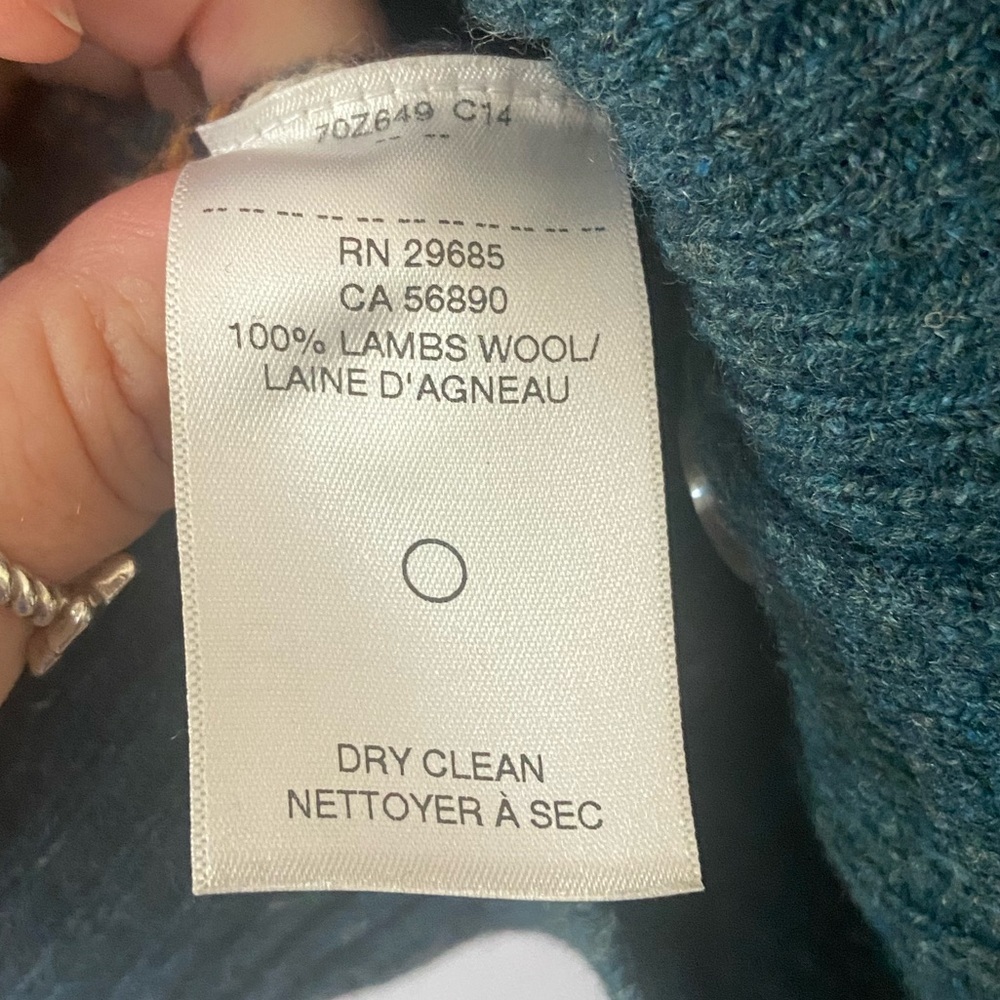 70Z649 C14
RN 29685
CA 56890
100% LAMBS WOOL/
LAINE D'AGNEAU
DRY CLEAN
NETTOYER À SEC